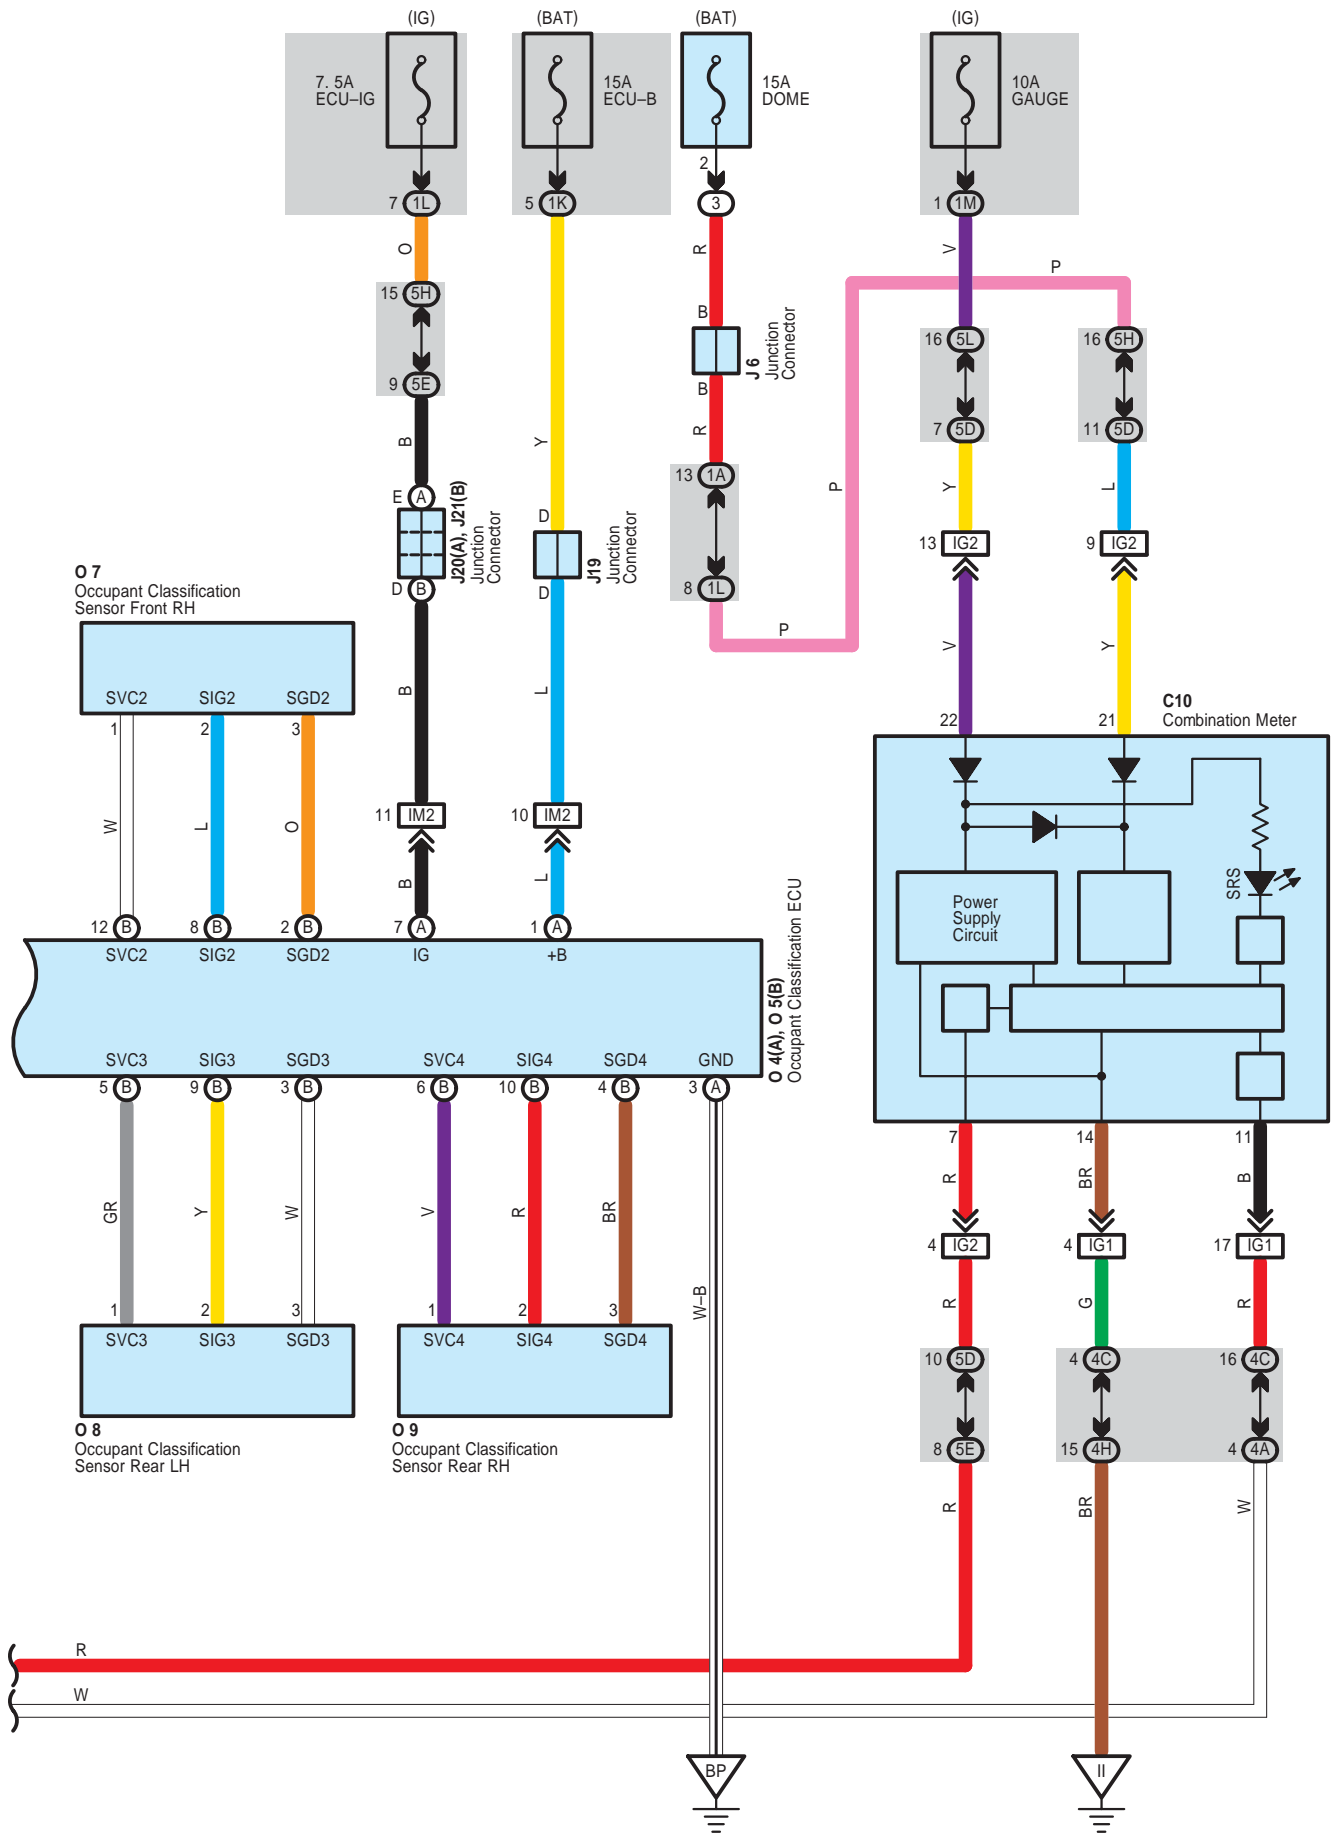 (IG)
(BAT)
(BAT)
(IG)
7. 5A
ECU–IG
15A
ECU–B
15A
DOME
10A
GAUGE
2
7 1L
5 1K
3
1 1M
O
R
V
P
15 5H
B
16 5L
16 5H
J 6
Junction
Connector
9 5E
B
7 5D
11 5D
B
Y
R
13 1A
Y
L
P
E A
J20(A), J21(B)
Junction
Connector
D
J19
Junction
Connector
13 IG2
9 IG2
D B
D
8 1L
O 7
Occupant Classification
Sensor Front RH
P
V
Y
SVC2
SIG2
SGD2
B
L
C10
Combination Meter
1
2
3
22
21
W
L
O
11 IM2
10 IM2
B
L
SRS
Power
Supply
Circuit
12 B
8 B
2 B
7 A
1 A
SVC2
SIG2
SGD2
IG
+B
O 4(A), O 5(B)
Occupant Classification ECU
SVC3
SIG3
SGD3
SVC4
SIG4
SGD4
GND
5 B
9 B
3 B
6 B
10 B
4 B
3 A
7
14
11
R
BR
B
GR
Y
W
V
R
BR
4 IG2
4 IG1
17 IG1
W–B
R
G
R
1
2
3
1
2
3
SVC3
SIG3
SGD3
SVC4
SIG4
SGD4
10 5D
4 4C
16 4C
O 8
Occupant Classification
Sensor Rear LH
O 9
Occupant Classification
Sensor Rear RH
8 5E
15 4H
4 4A
R
BR
W
R
W
BP
II